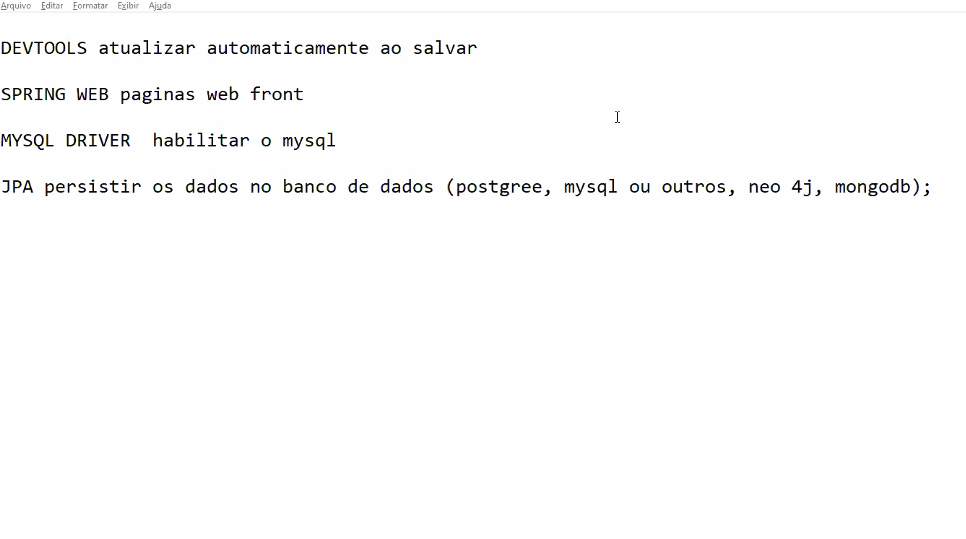 Arquivo Editar Formatar Exibir Ajuda
DEVTOOLS atualizar automaticamente ao salvar
SPRING WEB paginas web front
MYSQL DRIVER  habilitar o mysql
JPA persistir os dados no banco de dados (postgree, mysql ou outros, neo 4j, mongodb);